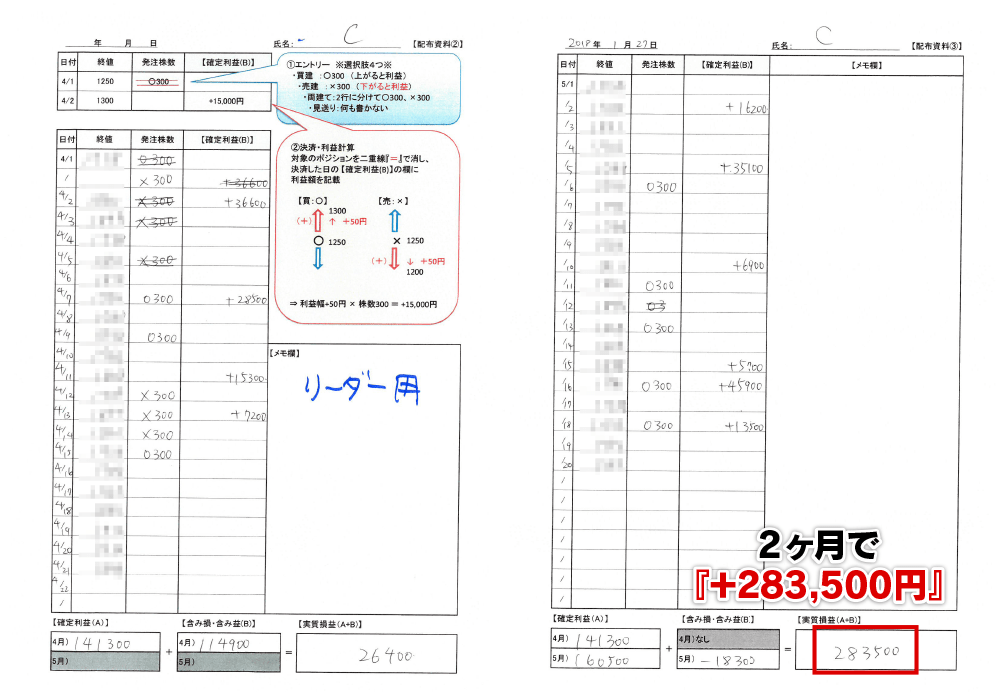 年 月 日
氏名: C 【配布資料②】
日付 終値 発注株数 【確定利益(B)】
4/1 1250 〇300
4/2 1300 +15,000円
①エントリー ※選択肢4つ※
・買建 :〇300 (上がると利益)
・売建 :×300 (下がると利益)
・両建て:2行に分けて〇300、×300
・見送り:何も書かない
②決済・利益計算
対象のポジションを二重線『=』で消し、
決済した日の【確定利益(B)】の欄に
利益額を記載
【買:〇】 【売:×】
1300
(+) ↑ +50円
〇 1250 × 1250
(+) ↓ +50円
1200
⇒ 利益幅+50円 × 株数300 = +15,000円
日付 終値 発注株数 【確定利益(B)】
4/1 〇300
/ ×300 +36600
4/2 ×300 +36600
4/3 ×300
4/4
4/5 ×300
4/6
4/7 〇300 +28500
4/8
4/9 〇300
4/10
4/11 +15300
4/12 ×300
4/13 ×300 +7200
4/14 ×300
4/15 〇300
4/16
4/17
4/18
4/19
4/20
4/21
4/22
/
【メモ欄】
リーダー用
【確定利益(A)】 【含み損・含み益(B)】 【実質損益(A+B)】
4月) 141300 + 4月) 114900 = 26400
5月) 5月)
2018年 1月 27日
氏名: C 【配布資料③】
日付 終値 発注株数 【確定利益(B)】 【メモ欄】
5/1
/2 +16200
/3
/4
/5 +35100
/6 〇300
/7
/8
/9
/10 +6900
/11 〇300
/12 〇3
/13 〇300
/14
/15 +5700
/16 〇300 +45900
/17
/18 〇300 +13500
/19
/20
/
/
/
/
/
/
/
2ヶ月で
『+283,500円』
【確定利益(A)】 【含み損・含み益(B)】 【実質損益(A+B)】
4月) 141300 + 4月)なし = 283500
5月) 160500 5月) -18300